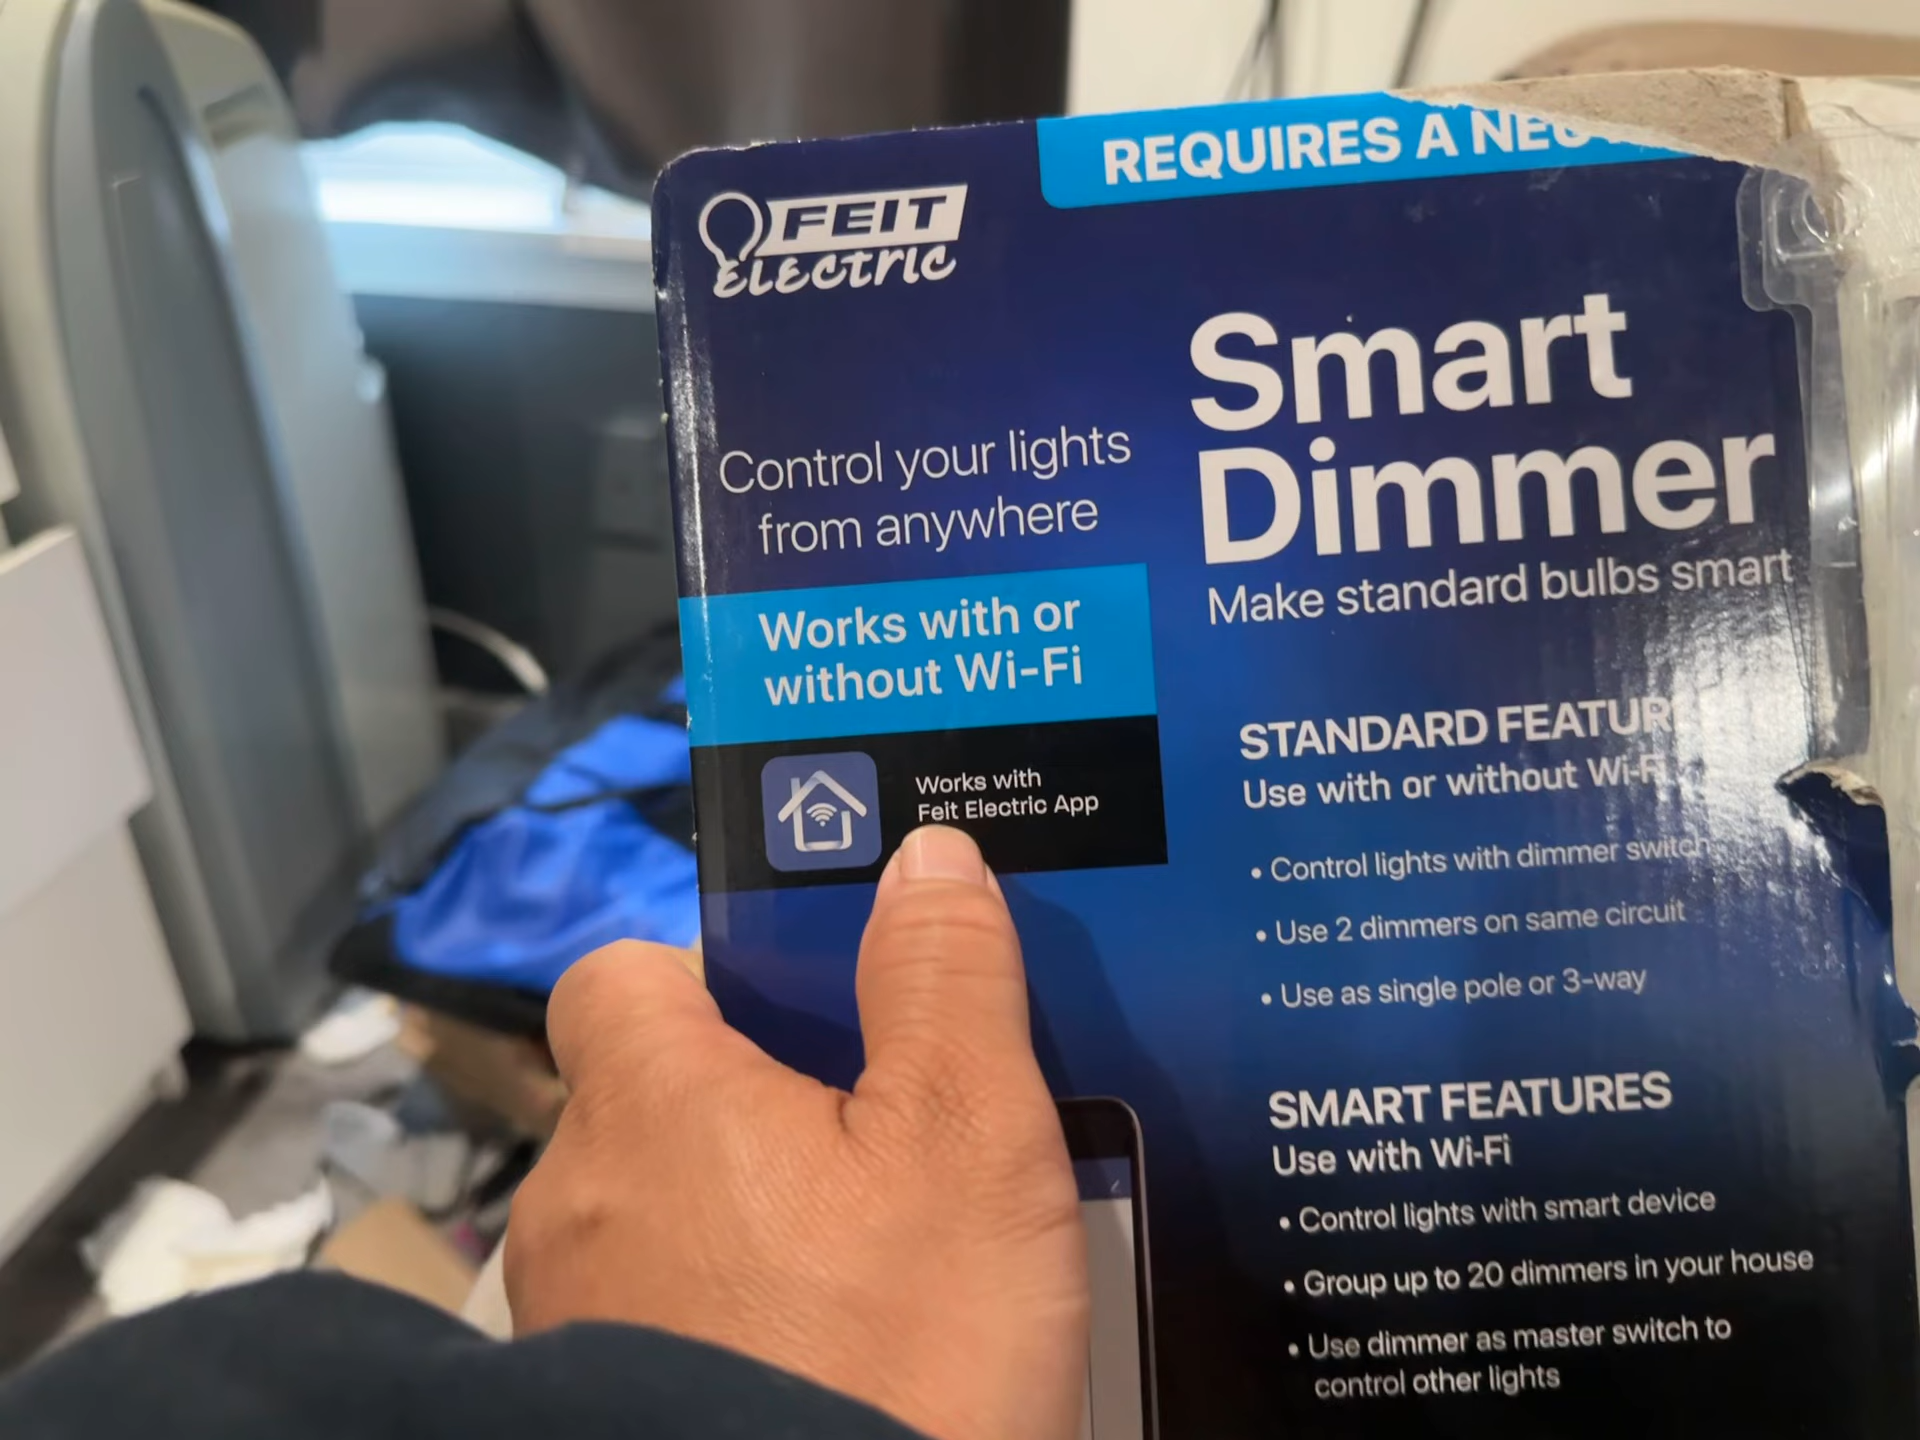 REQUIRES A
FEIT
ELECTRIC
Control your lights
from anywhere
Works with or
without Wi-Fi
Works with
Feit Electric App
Smart
Dimmer
Make standard bulbs smart
STANDARD
Use with or without Wi-Fi
• Control lights with dimmer switch
• Use 2 dimmers on same circuit
• Use as single pole or 3-way
SMART FEATURES
Use with Wi-Fi
• Control lights with smart device
• Group up to 20 dimmers in your house
• Use dimmer as master switch to
control other lights